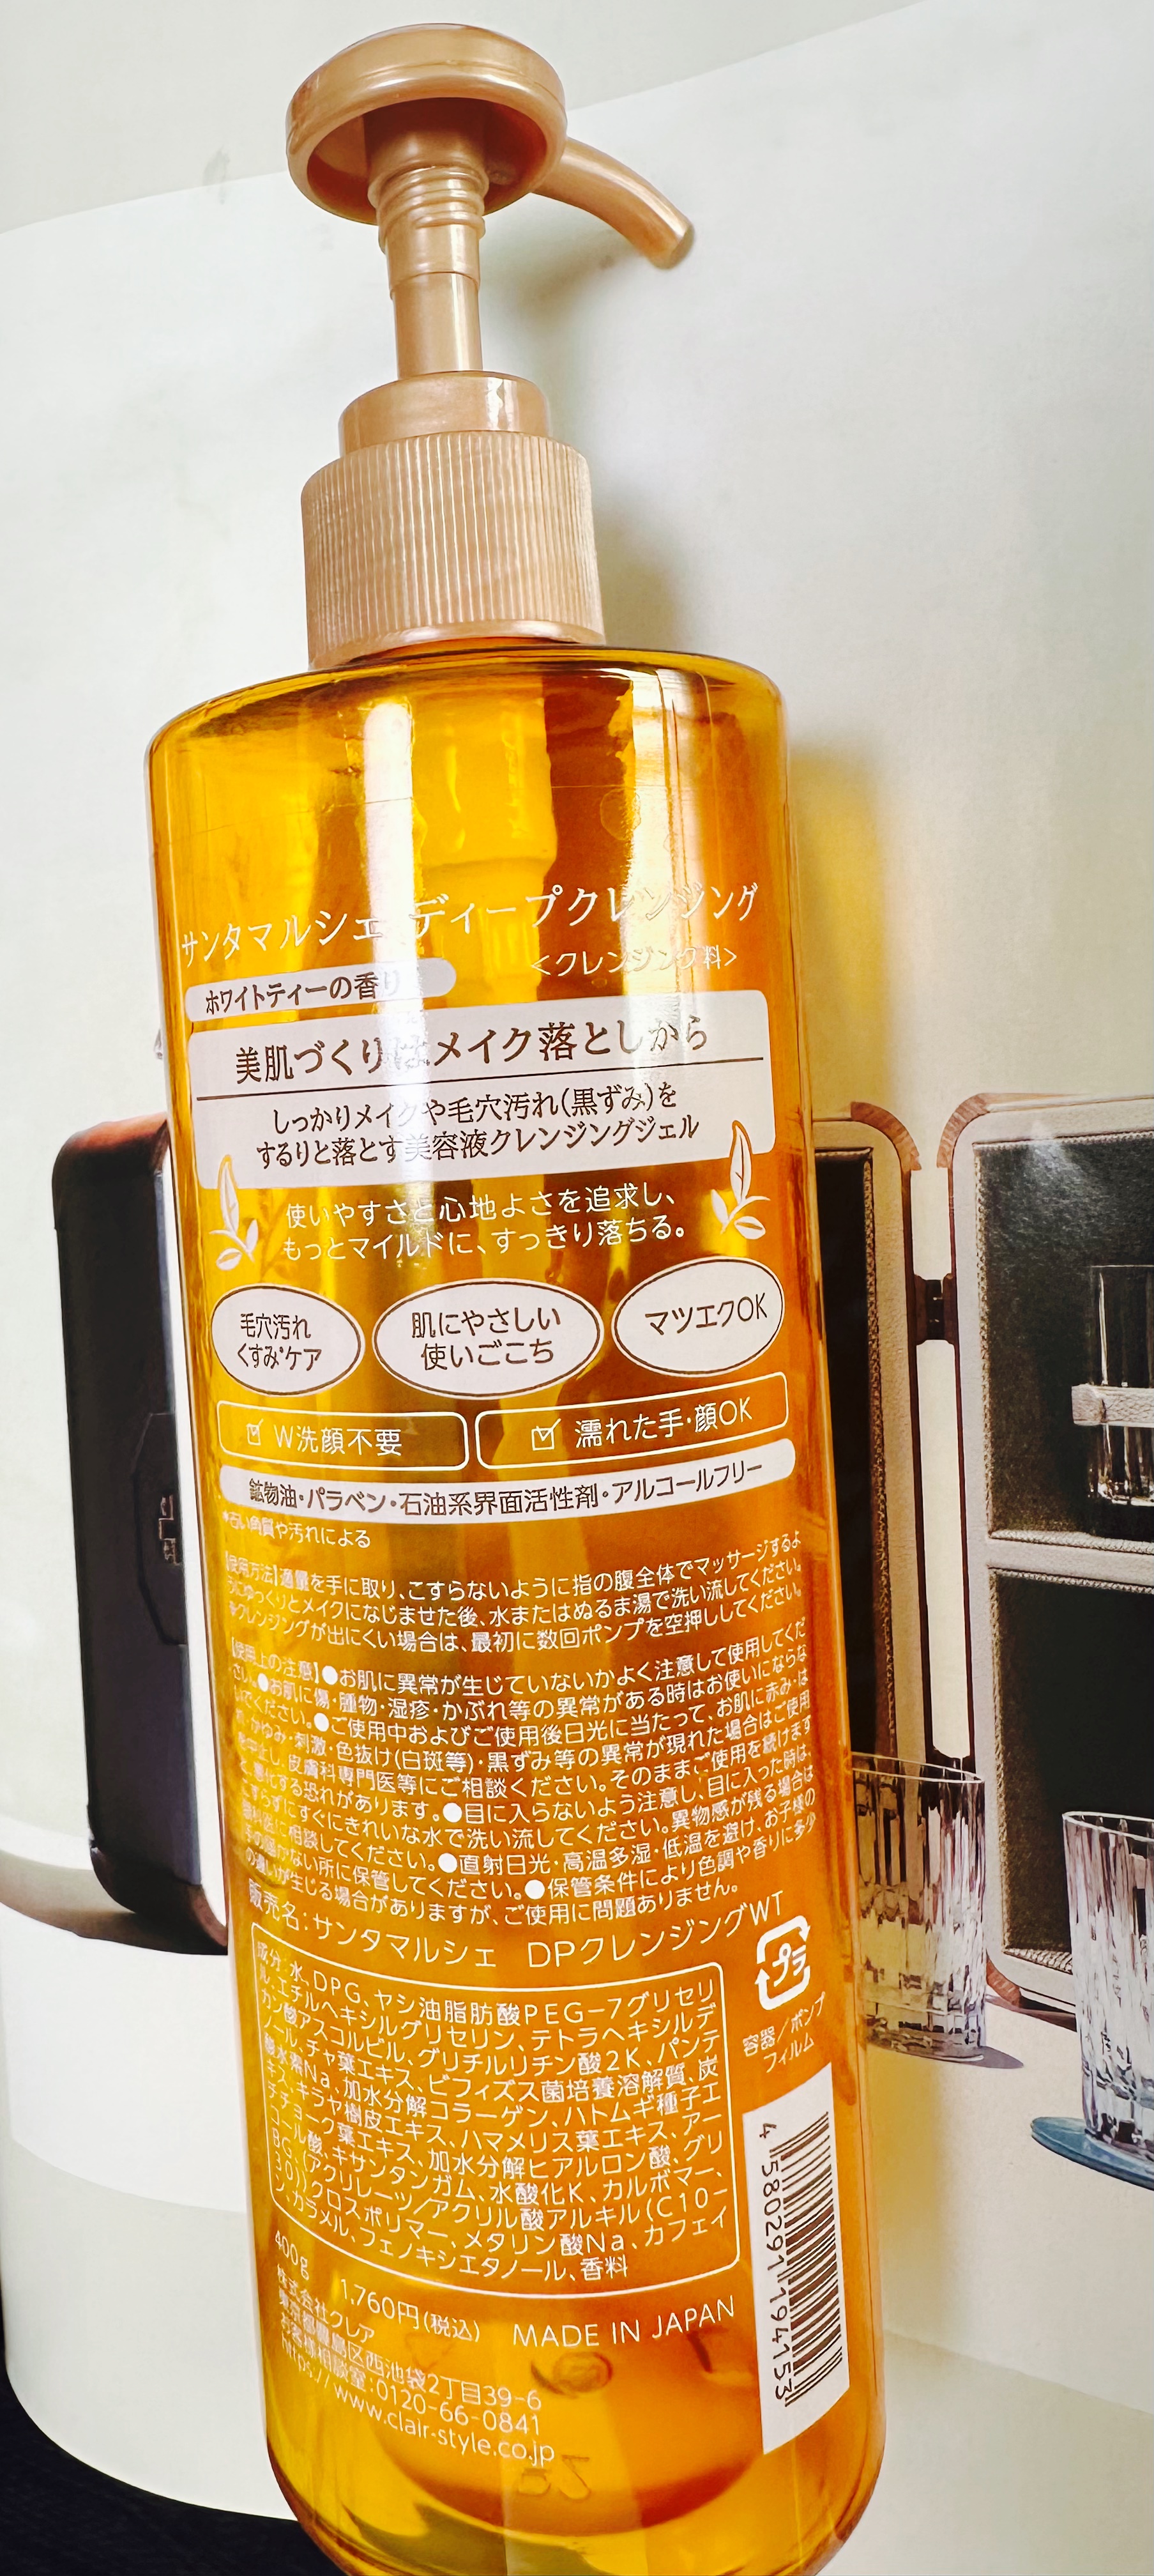 サンタマルシェ ディープクレンジング
<クレンジング料>
ホワイトティーの香り
美肌づくりはメイク落としから
しっかりメイクや毛穴汚れ(黒ずみ)を
するりと落とす美容液クレンジングジェル
使いやすさと心地よさを追求し、
もっとマイルドに、すっきり落ちる。
毛穴汚れ
くすみ*ケア
肌にやさしい
使いごこち
マツエクOK
W洗顔不要
濡れた手・顔OK
鉱物油・パラベン・石油系界面活性剤・アルコールフリー
*古い角質や汚れによる
【使用方法】適量を手に取り、こすらないように指の腹全体でマッサージするよ
うにゆっくりとメイクになじませた後、水またはぬるま湯で洗い流してください。
※クレンジングが出にくい場合は、最初に数回ポンプを空押ししてください。
【使用上の注意】●お肌に異常が生じていないかよく注意して使用してくだ
さい。●お肌に傷・腫物・湿疹・かぶれ等の異常がある時はお使いにならな
いでください。●ご使用中およびご使用後日光に当たって、お肌に赤み・は
れ・かゆみ・刺激・色抜け(白斑等)・黒ずみ等の異常が現れた場合はご使用
を中止し、皮膚科専門医等にご相談ください。そのままご使用を続けます
と、悪化する恐れがあります。●目に入らないよう注意し、目に入った時は、
こすらずにすぐにきれいな水で洗い流してください。異物感が残る場合は
眼科医に相談してください。●直射日光・高温多湿・低温を避け、お子様の
手の届かない所に保管してください。●保管条件により色調や香りに多少
の違いが生じる場合がありますが、ご使用に問題ありません。
販売名:サンタマルシェ DPクレンジングWT
成分:水、DPG、ヤシ油脂肪酸PEG-7グリセリ
ル、エチルヘキシルグリセリン、テトラヘキシルデ
カン酸アスコルビル、グリチルリチン酸2K、パンテ
ノール、チャ葉エキス、ビフィズス菌培養溶解質、炭
酸水素Na、加水分解コラーゲン、ハトムギ種子エ
キス、キラヤ樹皮エキス、ハマメリス葉エキス、アー
チチョーク葉エキス、加水分解ヒアルロン酸、グリ
コール酸、キサンタンガム、水酸化K、カルボマー、
BG、(アクリレーツ/アクリル酸アルキル(C10-
30))クロスポリマー、メタリン酸Na、カフェイ
ン、カラメル、フェノキシエタノール、香料
プラ
容器/ポンプ
フィルム
4 580291 194153
400g 1,760円(税込) MADE IN JAPAN
株式会社クレア
東京都豊島区西池袋2丁目39-6
お客様相談室:0120-66-0841
https://www.clair-style.co.jp